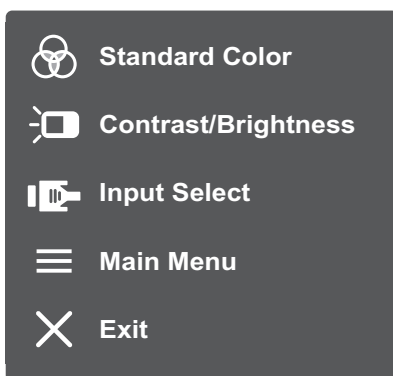 Standard Color
Contrast/Brightness
Input Select
Main Menu
Exit